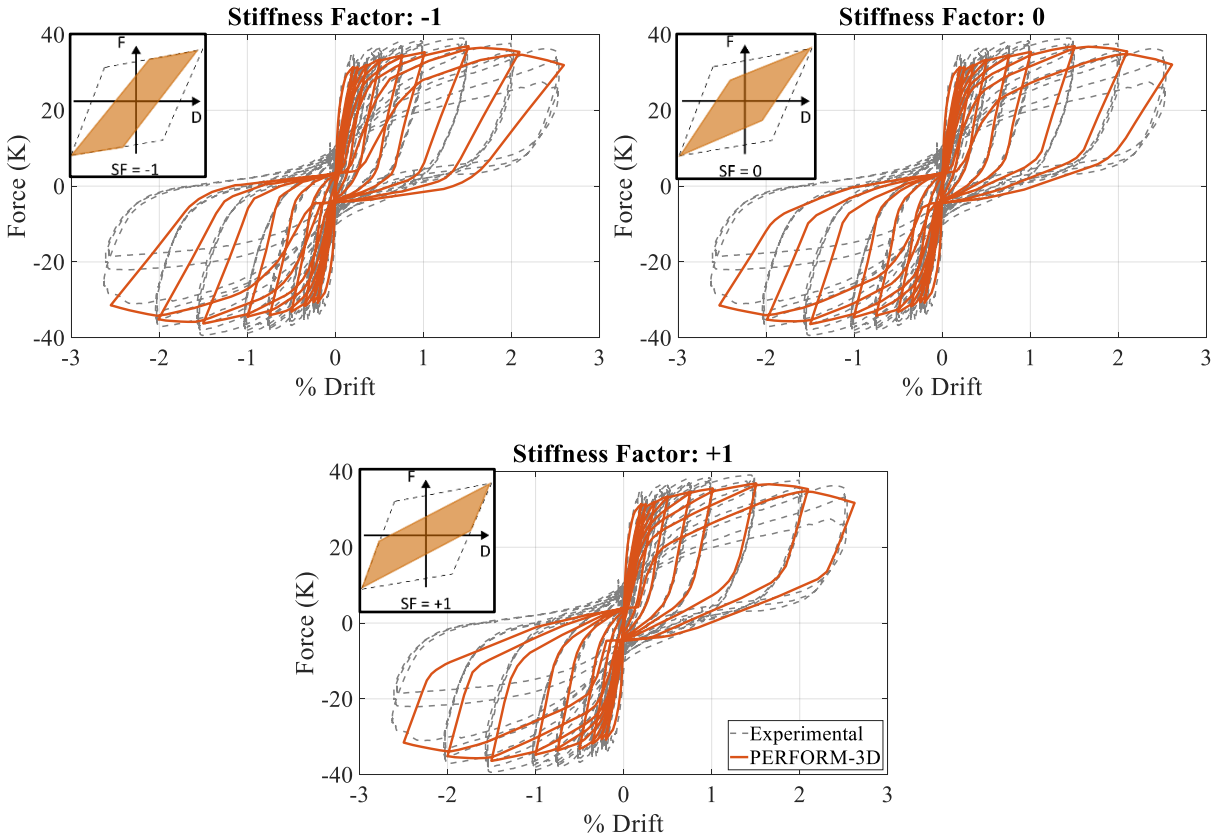 Stiffness Factor: -1
40
20
0
-20
-40
Force (K)
F
D
SF = -1
-3
-2
-1
0
1
2
3
% Drift
Stiffness Factor: 0
40
20
0
-20
-40
Force (K)
F
D
SF = 0
-3
-2
-1
0
1
2
3
% Drift
Stiffness Factor: +1
40
20
0
-20
-40
Force (K)
F
D
SF = +1
Experimental
PERFORM-3D
-3
-2
-1
0
1
2
3
% Drift